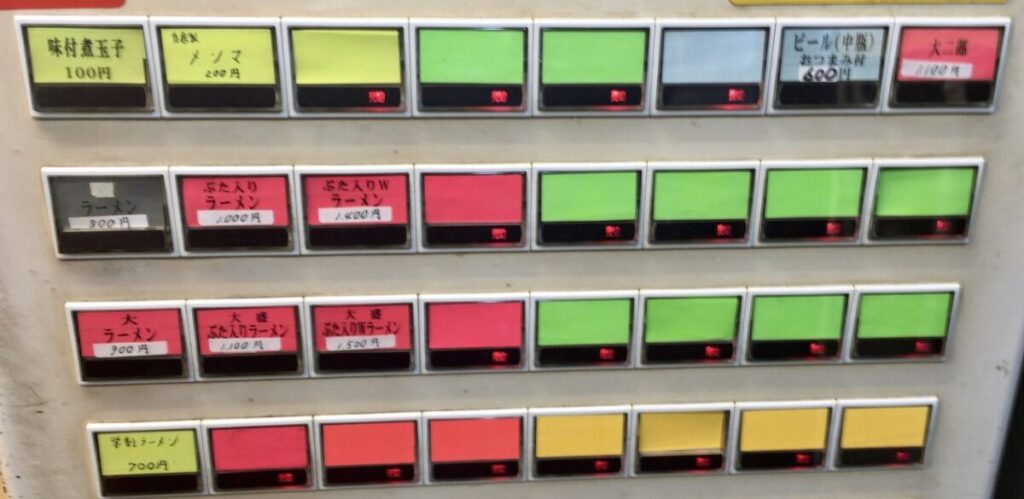 味付煮玉子
100円
自家製
メンマ
200円
ビール(中瓶)
おつまみ付
600円
大二郎
1100円
ラーメン
800円
ぶた入り
ラーメン
1,000円
ぶた入りW
ラーメン
1,400円
大
ラーメン
900円
大盛
ぶた入りラーメン
1,100円
大盛
ぶた入りWラーメン
1,500円
学割ラーメン
700円